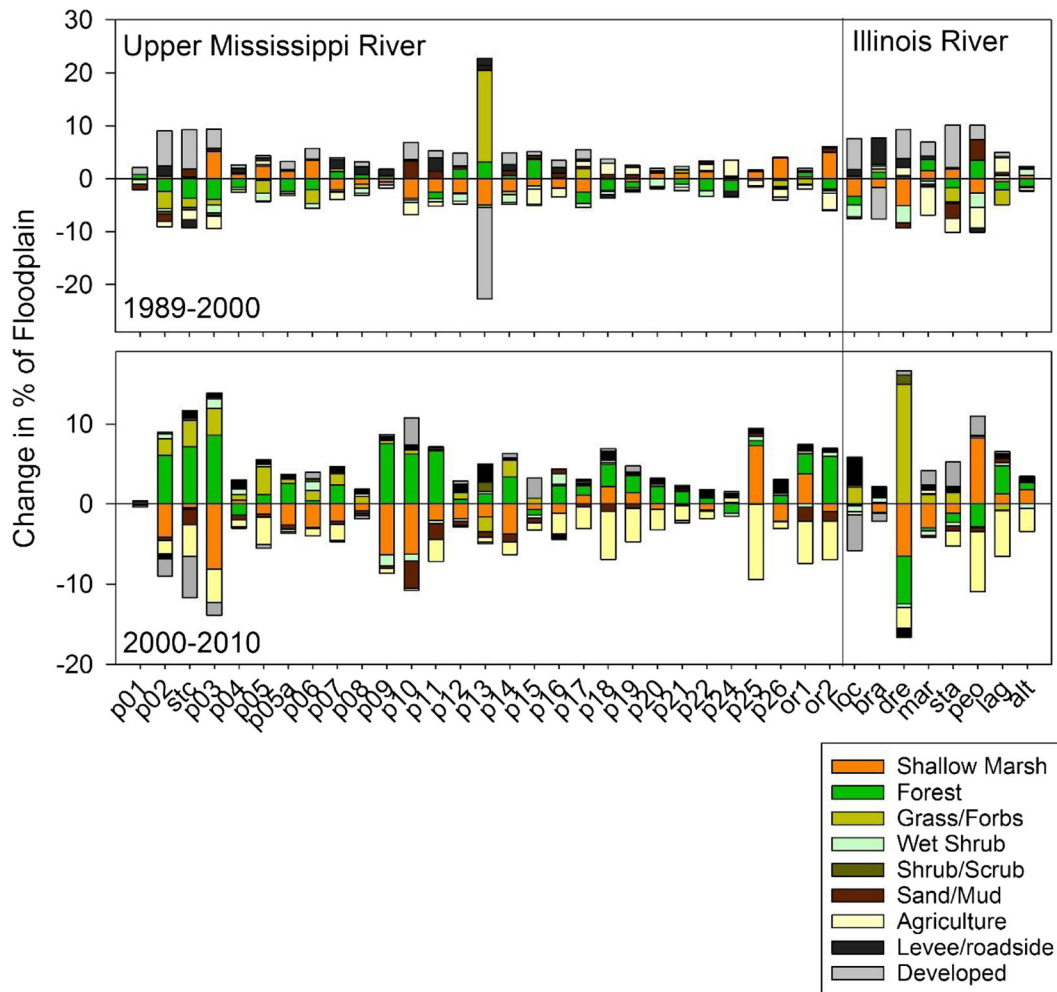 Change in % of Floodplain
30
20
10
0
-10
-20
Upper Mississippi River
Illinois River
1989-2000
10
0
-10
-20
2000-2010
p01
p02
stc
p03
p04
p05
p05a
p06
p07
p08
p09
p10
p11
p12
p13
p14
p15
p16
p17
p18
p19
p20
p21
p22
p24
p25
p26
or1
or2
loc
bra
dre
mar
sta
peo
lag
alt
Shallow Marsh
Forest
Grass/Forbs
Wet Shrub
Shrub/Scrub
Sand/Mud
Agriculture
Levee/roadside
Developed